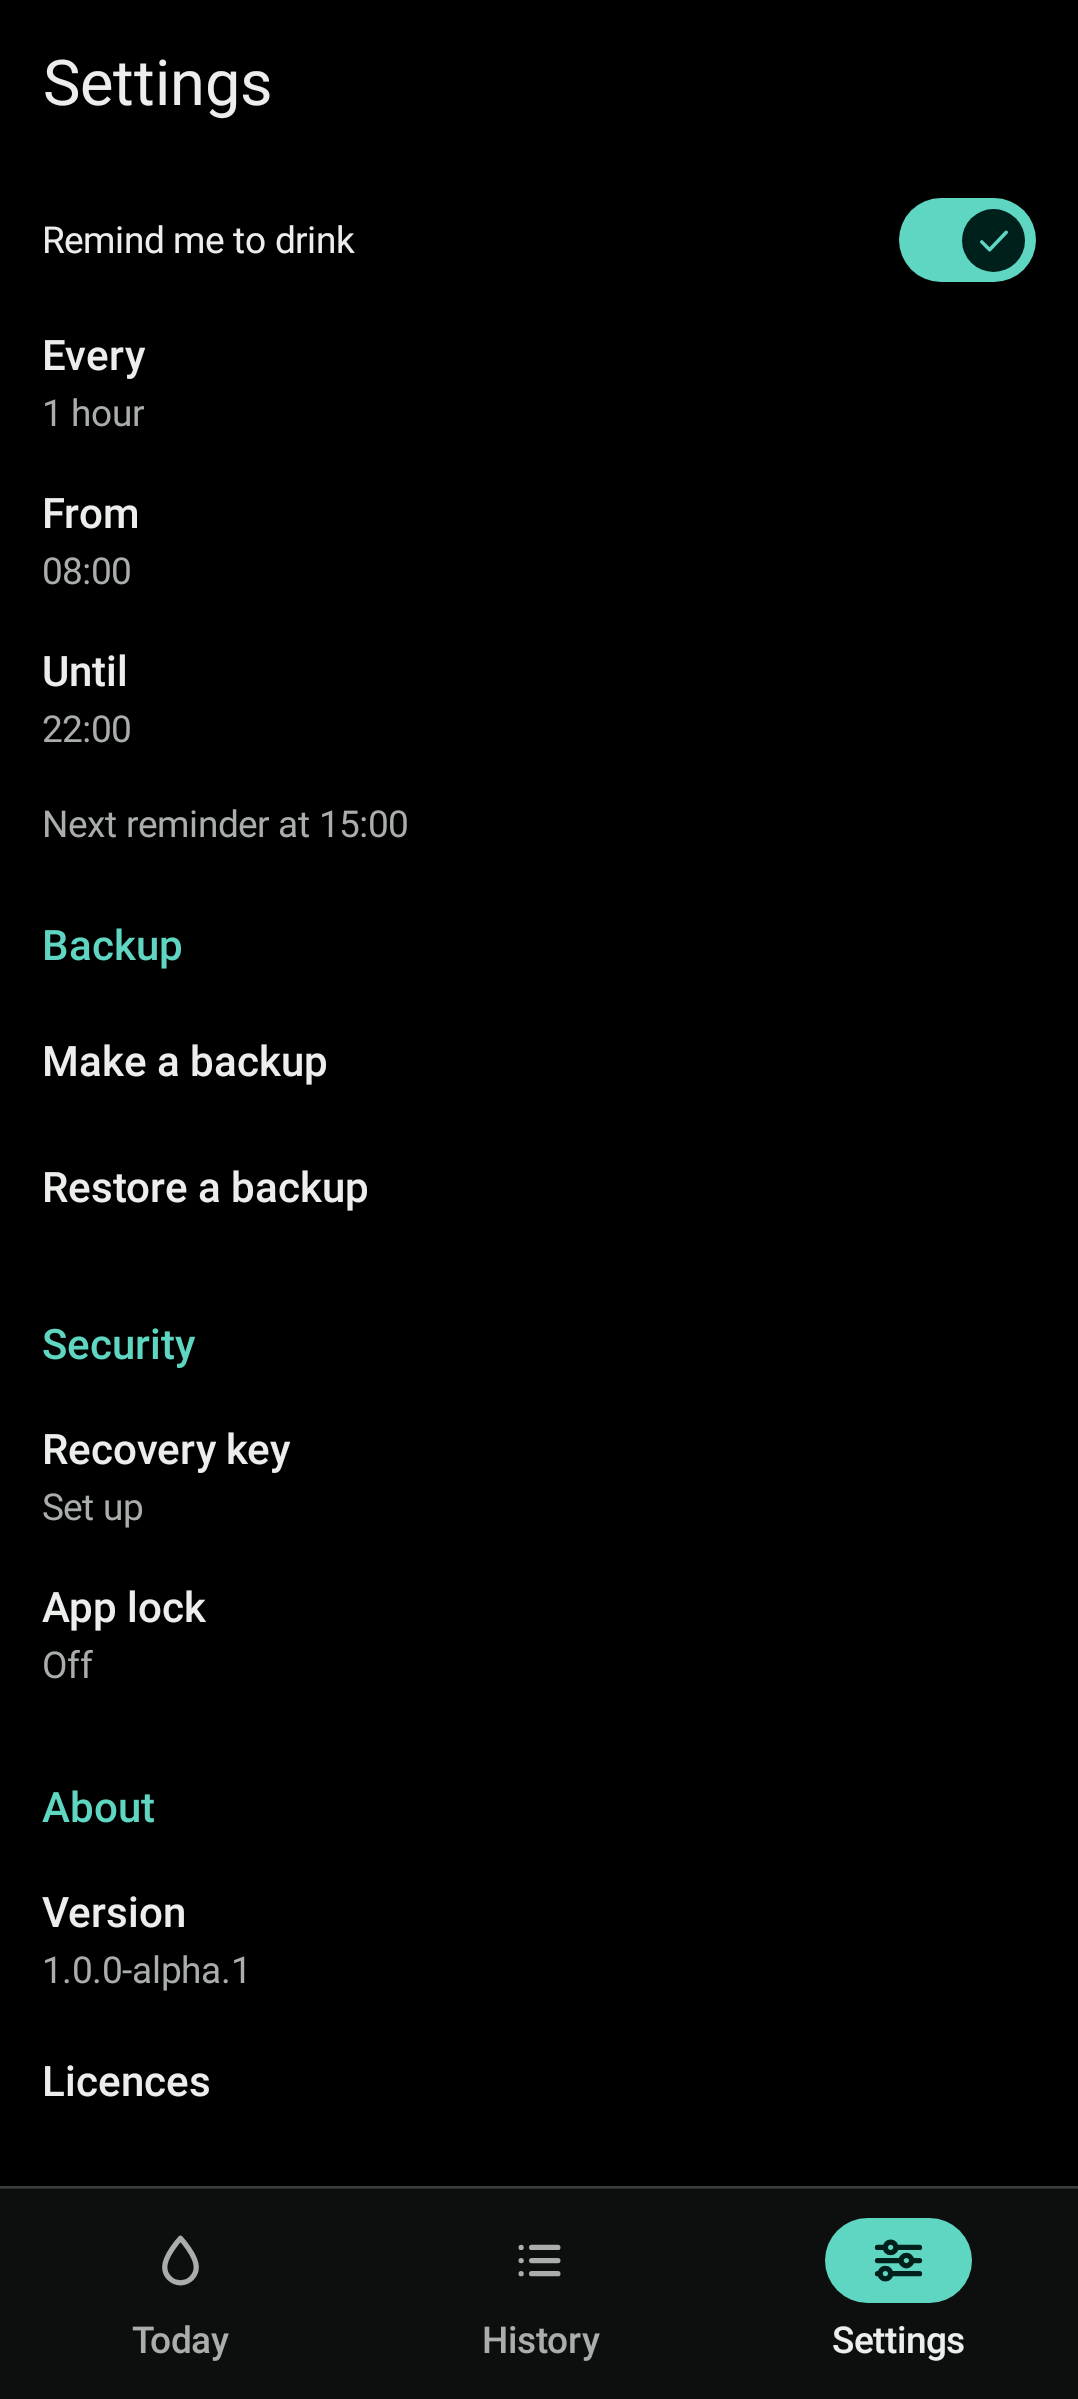 Settings
Remind me to drink
Every
1 hour
From
08:00
Until
22:00
Next reminder at 15:00
Backup
Make a backup
Restore a backup
Security
Recovery key
Set up
App lock
Off
About
Version
1.0.0-alpha.1
Licences
Today
History
Settings